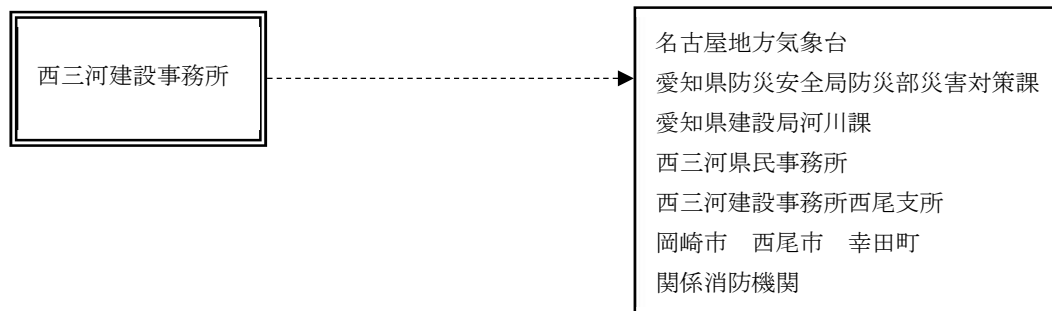 西三河建設事務所
名古屋地方気象台
愛知県防災安全局防災部災害対策課
愛知県建設局河川課
西三河県民事務所
西三河建設事務所西尾支所
岡崎市　西尾市　幸田町
関係消防機関